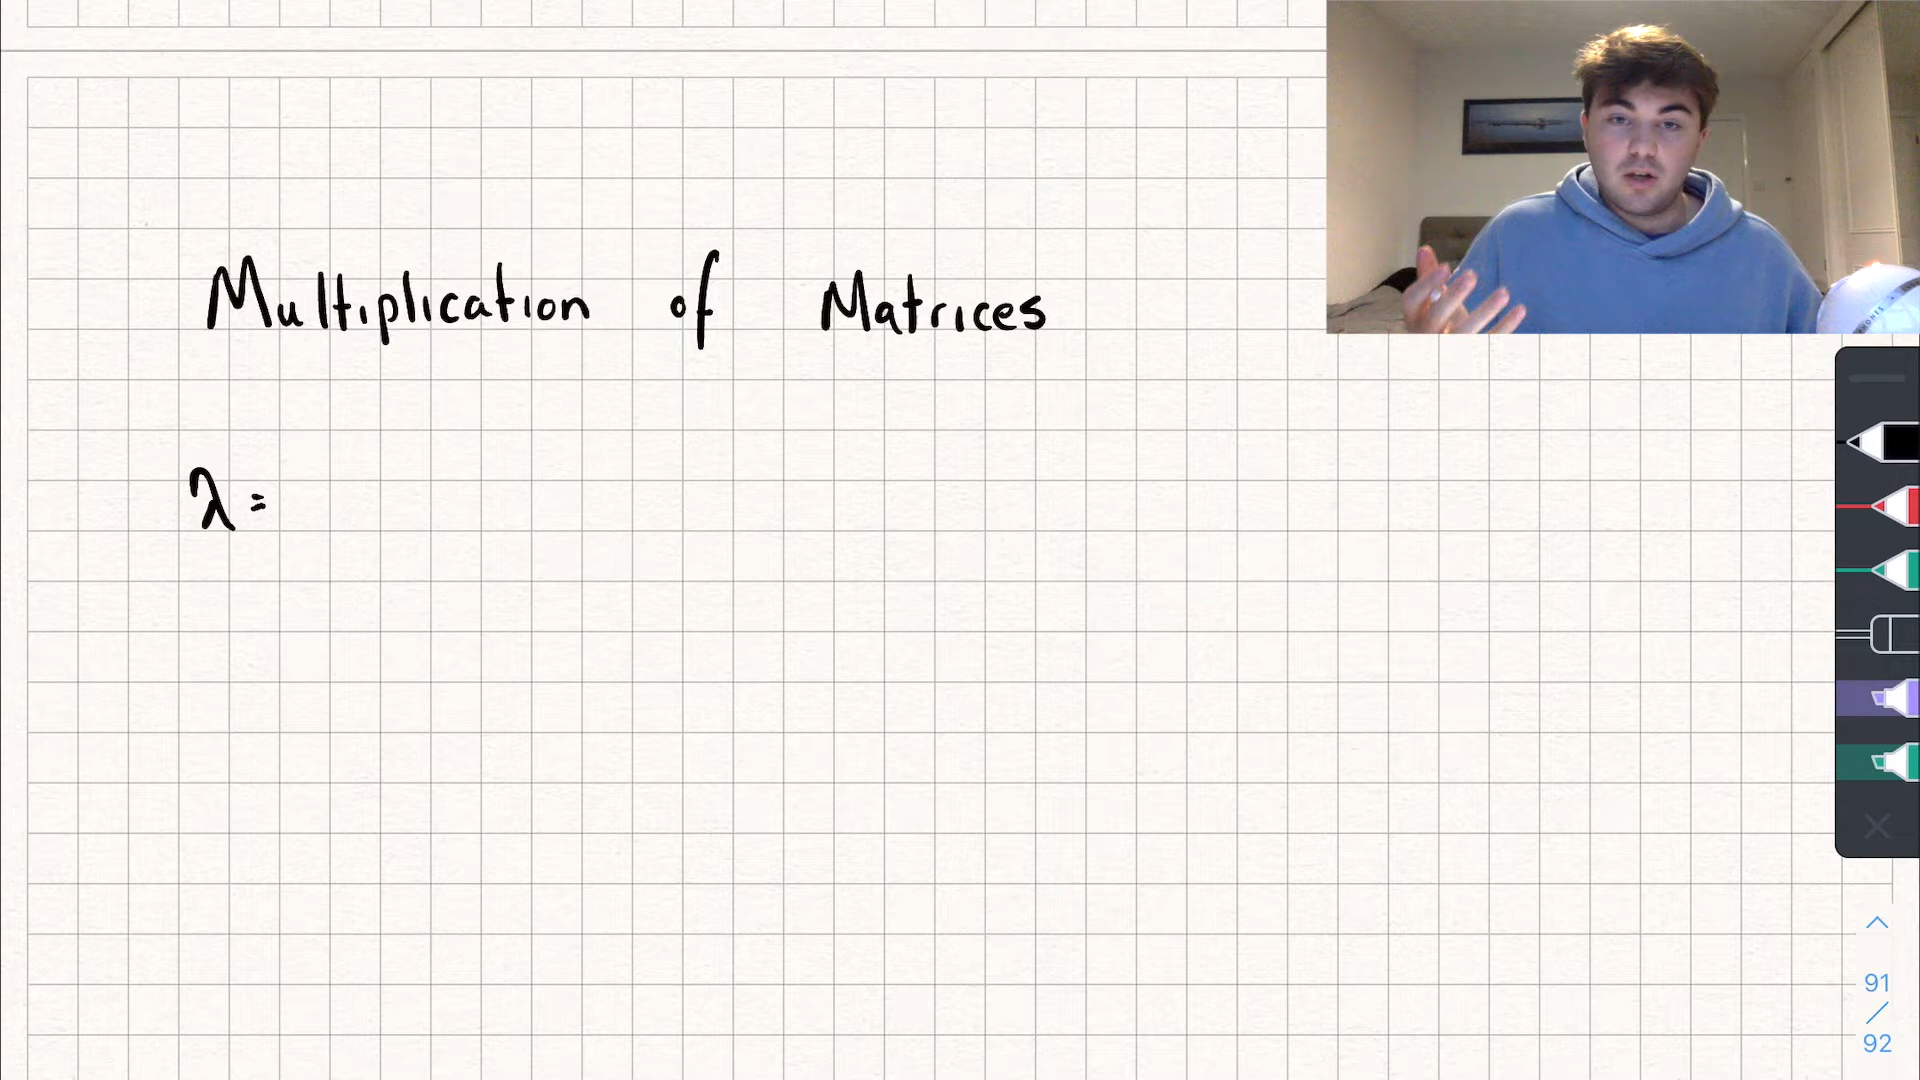 Multiplication of Matrices
λ =
91
/
92